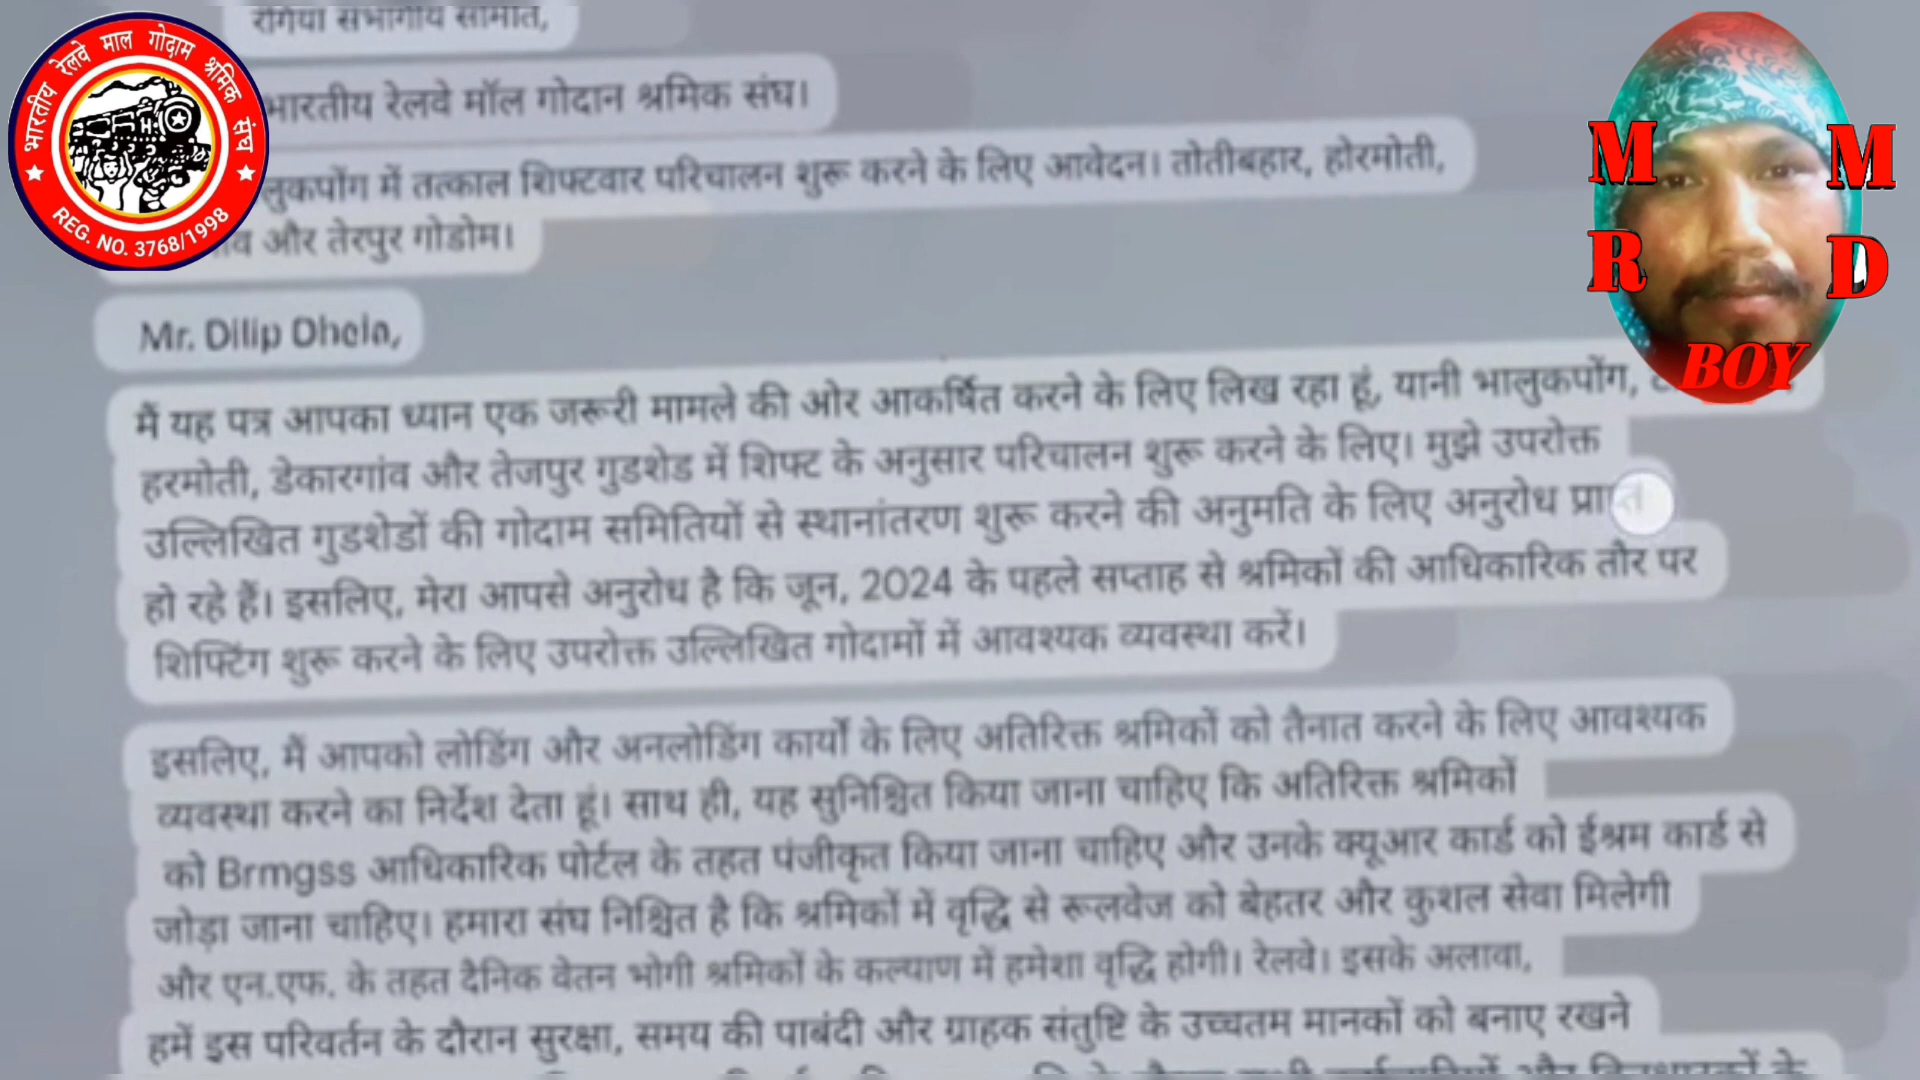 रंगिया संभागीय समिति,
भारतीय रेलवे मॉल गोदान श्रमिक संघ।
लुकपोंग में तत्काल शिफ्टवार परिचालन शुरू करने के लिए आवेदन। तोतीबहार, होरमोती,
और तेरपुर गोडोम।
Mr. Dilip Dhela,
मैं यह पत्र आपका ध्यान एक जरूरी मामले की ओर आकर्षित करने के लिए लिख रहा हूं, यानी भालुकपोंग,
हरमोती, डेकारगांव और तेजपुर गुडशेड में शिफ्ट के अनुसार परिचालन शुरू करने के लिए। मुझे उपरोक्त
उल्लिखित गुडशेडों की गोदाम समितियों से स्थानांतरण शुरू करने की अनुमति के लिए अनुरोध प्राप्त
हो रहे हैं। इसलिए, मेरा आपसे अनुरोध है कि जून, 2024 के पहले सप्ताह से श्रमिकों की आधिकारिक तौर पर
शिफ्टिंग शुरू करने के लिए उपरोक्त उल्लिखित गोदामों में आवश्यक व्यवस्था करें।
इसलिए, मैं आपको लोडिंग और अनलोडिंग कार्यों के लिए अतिरिक्त श्रमिकों को तैनात करने के लिए आवश्यक
व्यवस्था करने का निर्देश देता हूं। साथ ही, यह सुनिश्चित किया जाना चाहिए कि अतिरिक्त श्रमिकों
को Brmgss आधिकारिक पोर्टल के तहत पंजीकृत किया जाना चाहिए और उनके क्यूआर कार्ड को ईश्रम कार्ड से
जोड़ा जाना चाहिए। हमारा संघ निश्चित है कि श्रमिकों में वृद्धि से रूलवेज को बेहतर और कुशल सेवा मिलेगी
और एन.एफ. के तहत दैनिक वेतन भोगी श्रमिकों के कल्याण में हमेशा वृद्धि होगी। रेलवे। इसके अलावा,
हमें इस परिवर्तन के दौरान सुरक्षा, समय की पाबंदी और ग्राहक संतुष्टि के उच्चतम मानकों को बनाए रखने
भारतीय रेलवे माल गोदाम श्रमिक संघ
REG. NO. 3768/1998
M M
R D
BOY